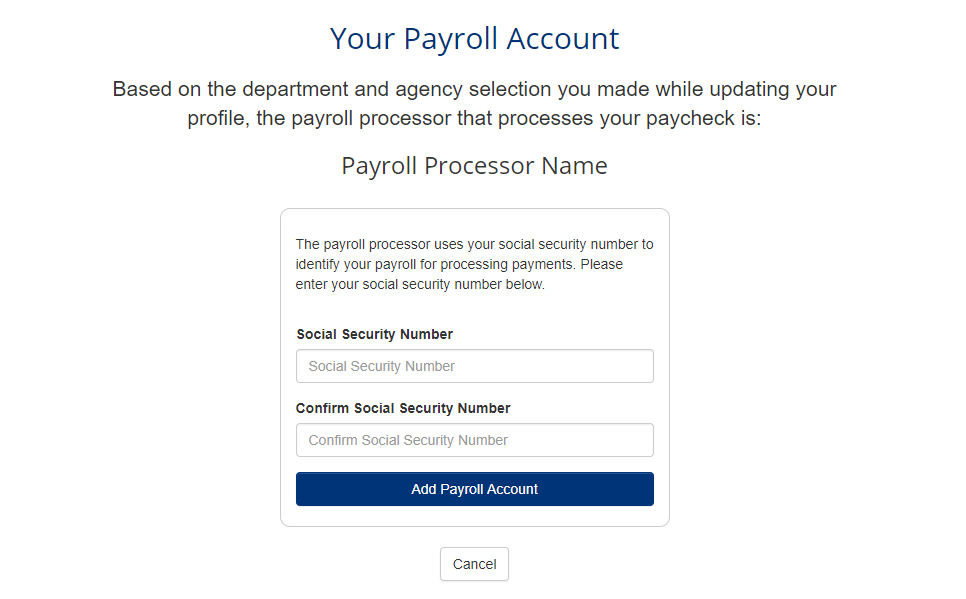 Your Payroll Account
Based on the department and agency selection you made while updating your
profile, the payroll processor that processes your paycheck is:
Payroll Processor Name
The payroll processor uses your social security number to
identify your payroll for processing payments. Please
enter your social security number below.
Social Security Number
Social Security Number
Confirm Social Security Number
Confirm Social Security Number
Add Payroll Account
Cancel